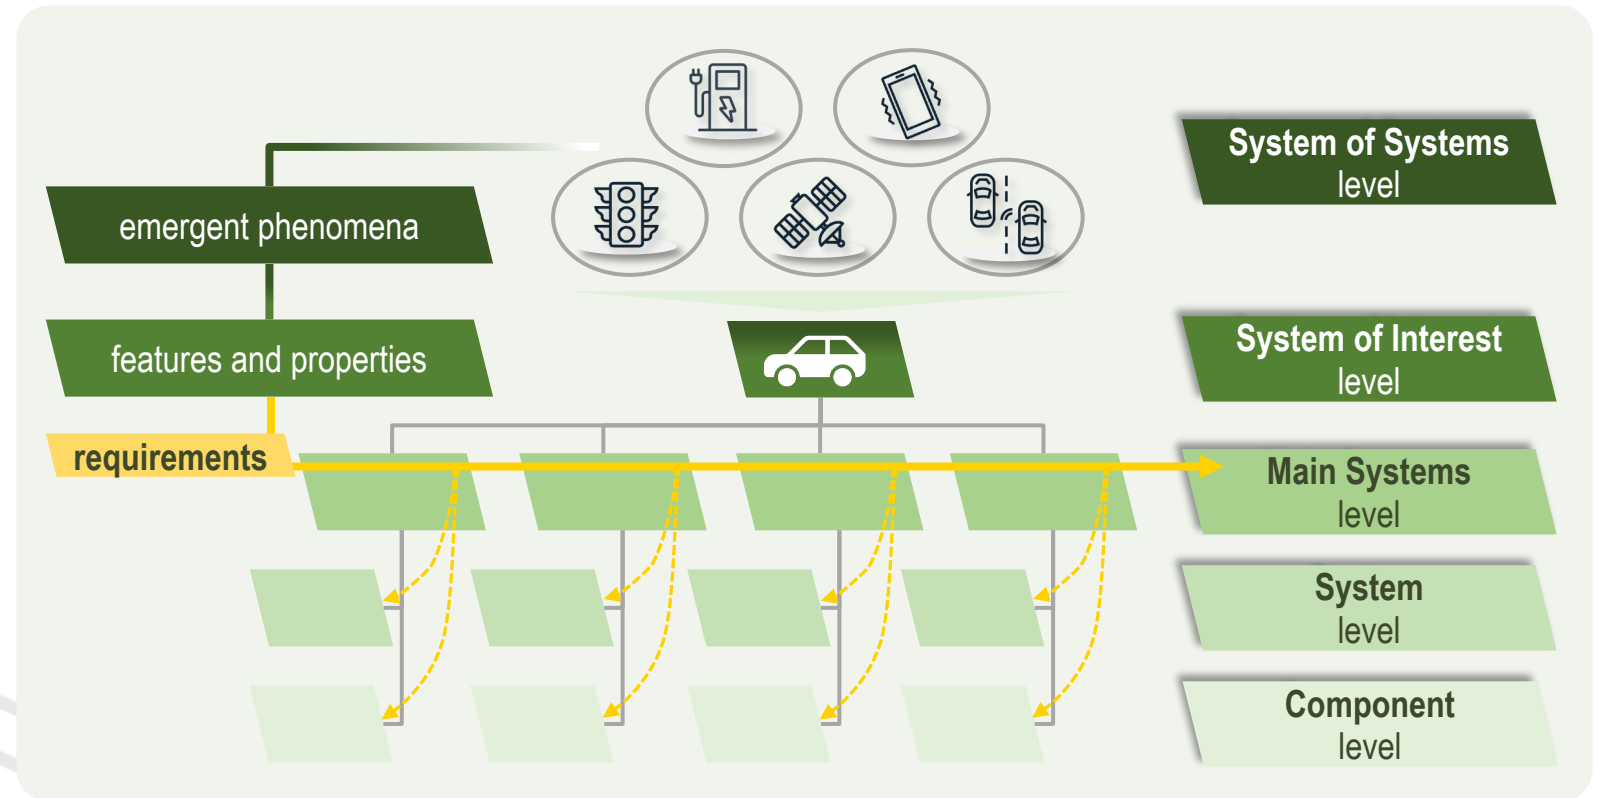 System of Systems
level
emergent phenomena
System of Interest
level
features and properties
requirements
Main Systems
level
System
level
Component
level